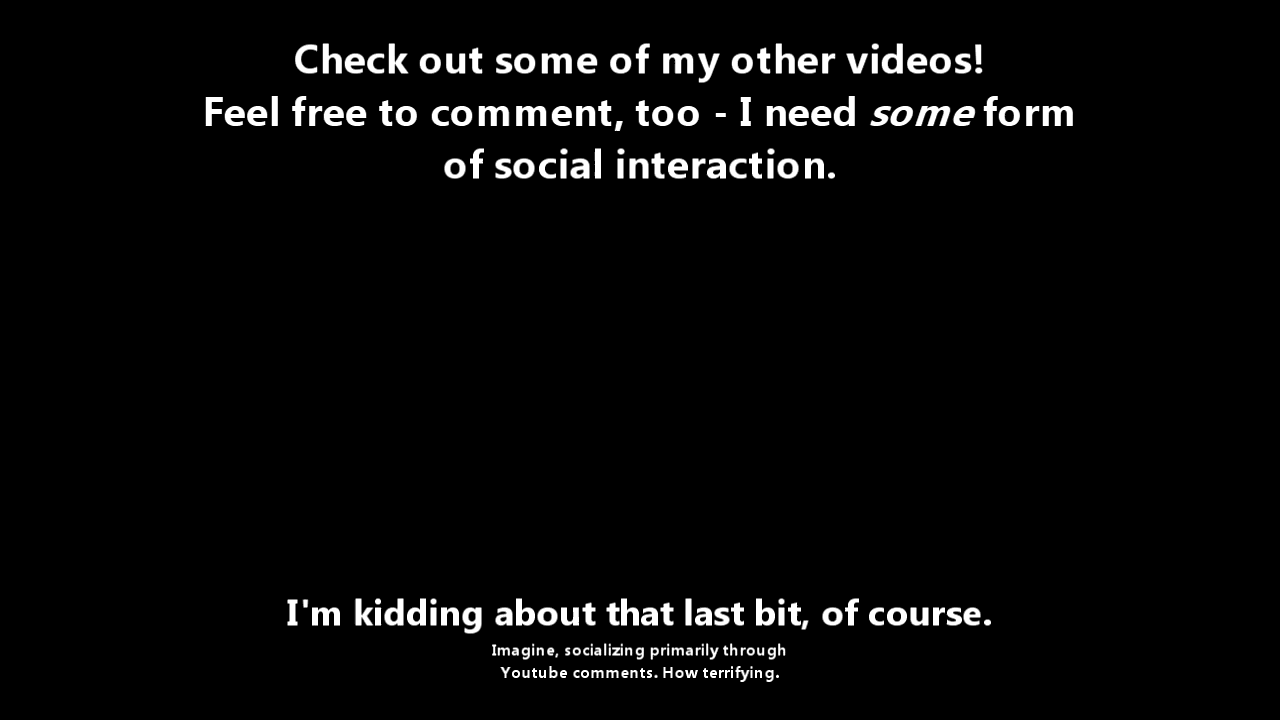 Check out some of my other videos!
Feel free to comment, too - I need some form
of social interaction.
I'm kidding about that last bit, of course.
Imagine, socializing primarily through
Youtube comments. How terrifying.